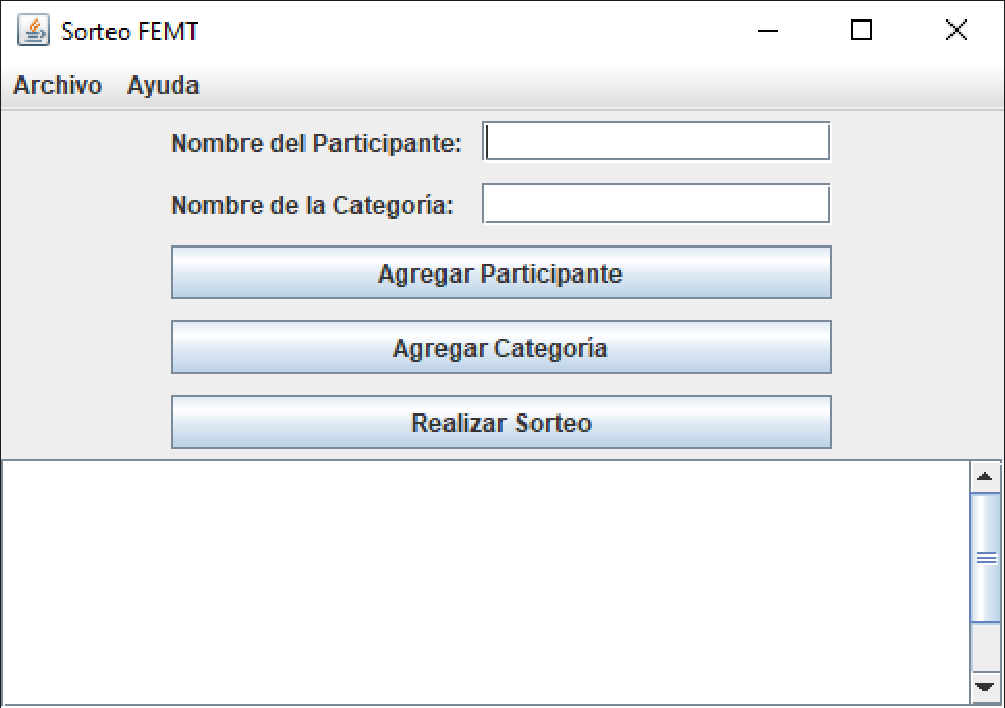 Sorteo FEMT
Archivo Ayuda
Nombre del Participante:
Nombre de la Categoría:
Agregar Participante
Agregar Categoría
Realizar Sorteo